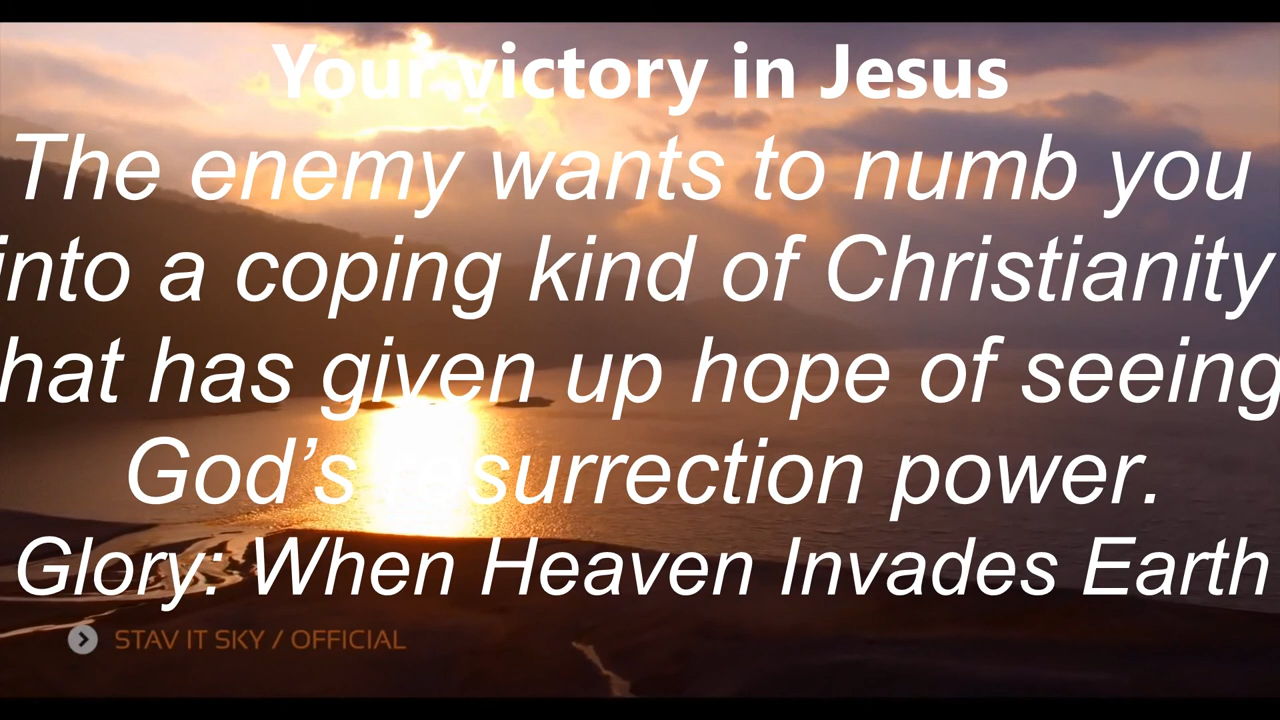 Your victory in Jesus
The enemy wants to numb you
into a coping kind of Christianity
hat has given up hope of seeing
God's resurrection power.
Glory: When Heaven Invades Earth
STAV IT SKY / OFFICIAL